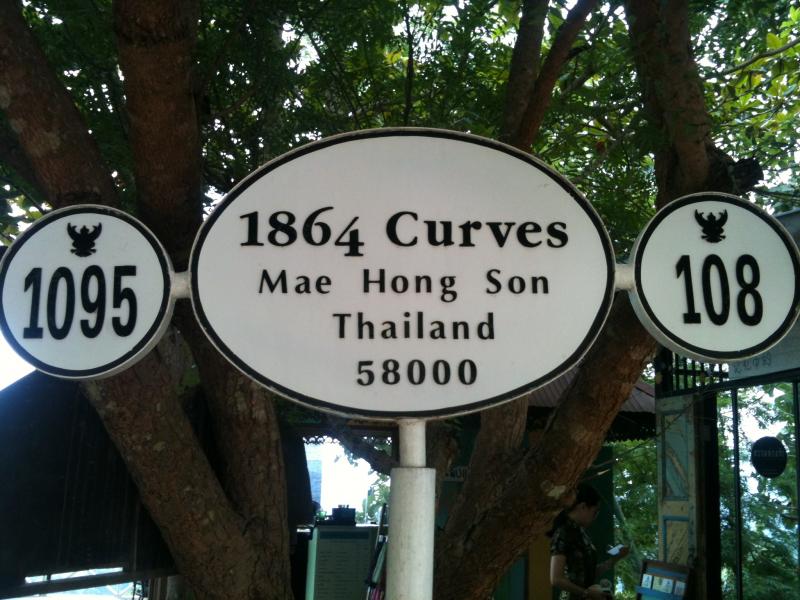 1095
1864 Curves
Mae Hong Son
Thailand
58000
108